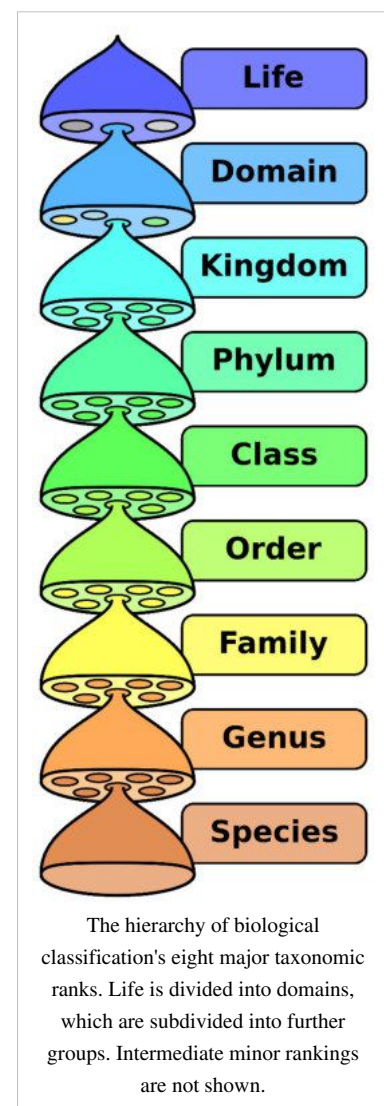 Life
Domain
Kingdom
Phylum
Class
Order
Family
Genus
Species
The hierarchy of biological
classification's eight major taxonomic
ranks. Life is divided into domains,
which are subdivided into further
groups. Intermediate minor rankings
are not shown.